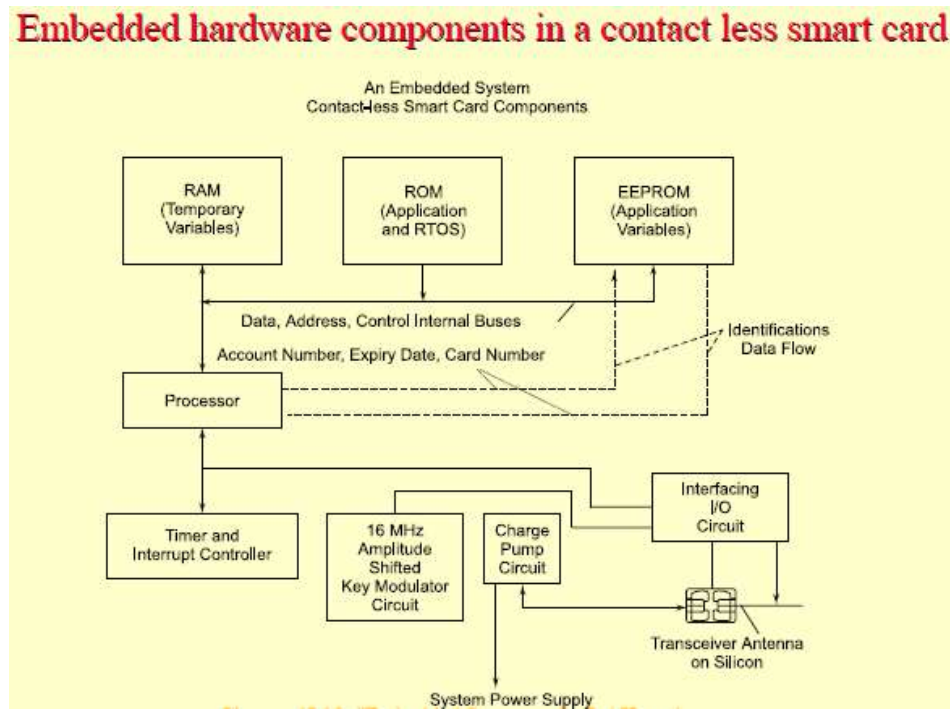 Embedded hardware components in a contact less smart card
An Embedded System
Contact-less Smart Card Components
RAM
(Temporary
Variables)
ROM
(Application
and RTOS)
EEPROM
(Application
Variables)
Data, Address, Control Internal Buses
Account Number, Expiry Date, Card Number
Identifications
Data Flow
Processor
Timer and
Interrupt Controller
16 MHz
Amplitude
Shifted
Key Modulator
Circuit
Charge
Pump
Circuit
Interfacing
I/O
Circuit
Transceiver Antenna
on Silicon
System Power Supply